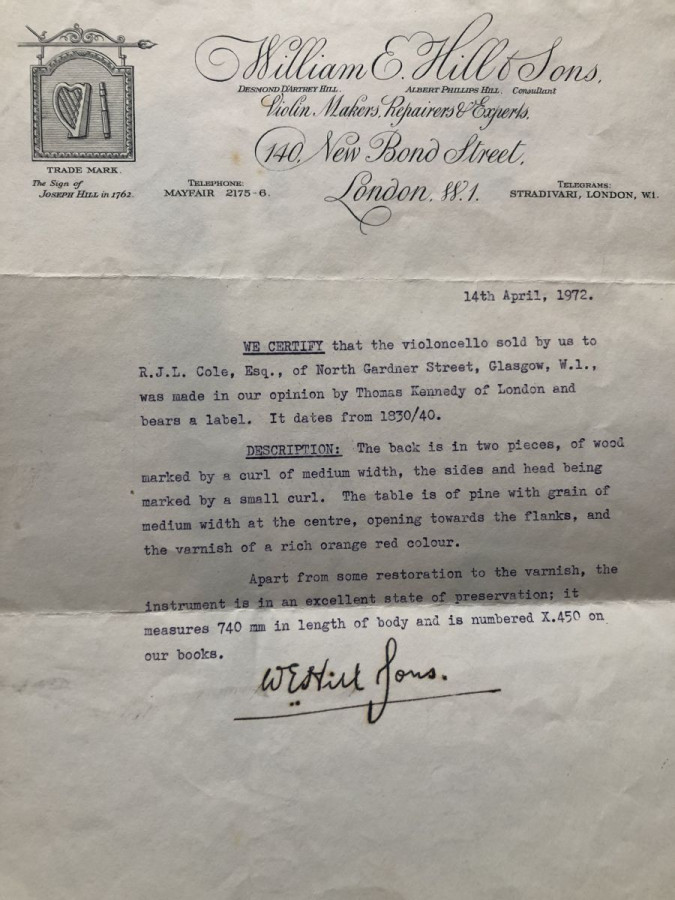 William E. Hill & Sons,
DESMOND D'ARTREY HILL. ALBERT PHILLIPS HILL, Consultant
Violin Makers, Repairers & Experts.
140, New Bond Street,
London, W.1.
TRADE MARK.
The Sign of
JOSEPH HILL in 1762.
TELEPHONE:
MAYFAIR 2175-6.
TELEGRAMS:
STRADIVARI, LONDON, W.1.
14th April, 1972.
WE CERTIFY that the violoncello sold by us to
R.J.L. Cole, Esq., of North Gardner Street, Glasgow, W.1.,
was made in our opinion by Thomas Kennedy of London and
bears a label. It dates from 1830/40.
DESCRIPTION: The back is in two pieces, of wood
marked by a curl of medium width, the sides and head being
marked by a small curl. The table is of pine with grain of
medium width at the centre, opening towards the flanks, and
the varnish of a rich orange red colour.
Apart from some restoration to the varnish, the
instrument is in an excellent state of preservation; it
measures 740 mm in length of body and is numbered X.450 on
our books.
W E Hill Sons.